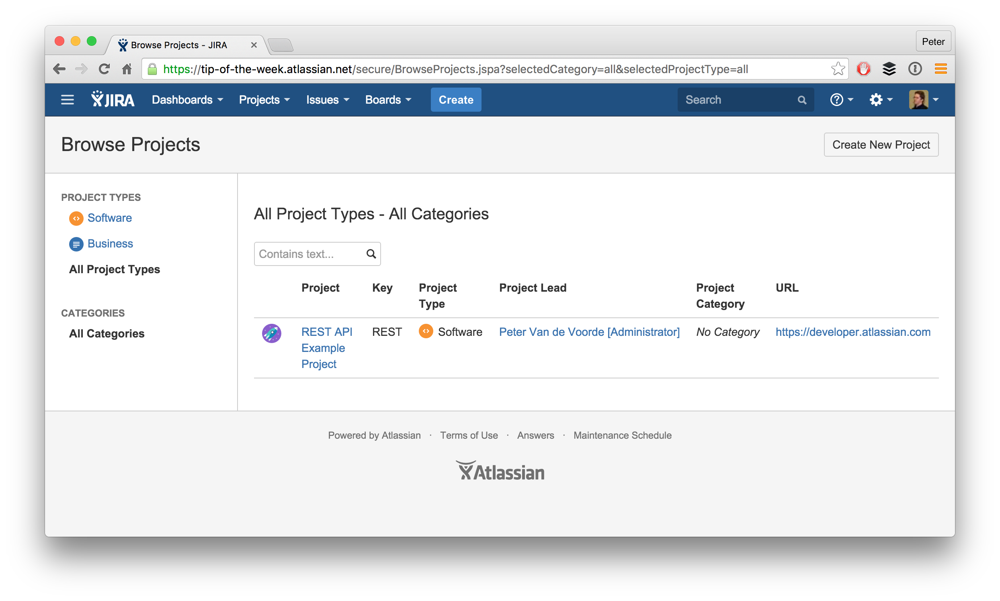 Browse Projects - JIRA
Peter
https://tip-of-the-week.atlassian.net/secure/BrowseProjects.jspa?selectedCategory=all&selectedProjectType=all
JIRA Dashboards Projects Issues Boards Create Search
Browse Projects
Create New Project
PROJECT TYPES
Software
Business
All Project Types
CATEGORIES
All Categories
All Project Types - All Categories
Contains text...
Project Key Project Type Project Lead Project Category URL
REST API Example Project REST Software Peter Van de Voorde [Administrator] No Category https://developer.atlassian.com
Powered by Atlassian · Terms of Use · Answers · Maintenance Schedule
Atlassian